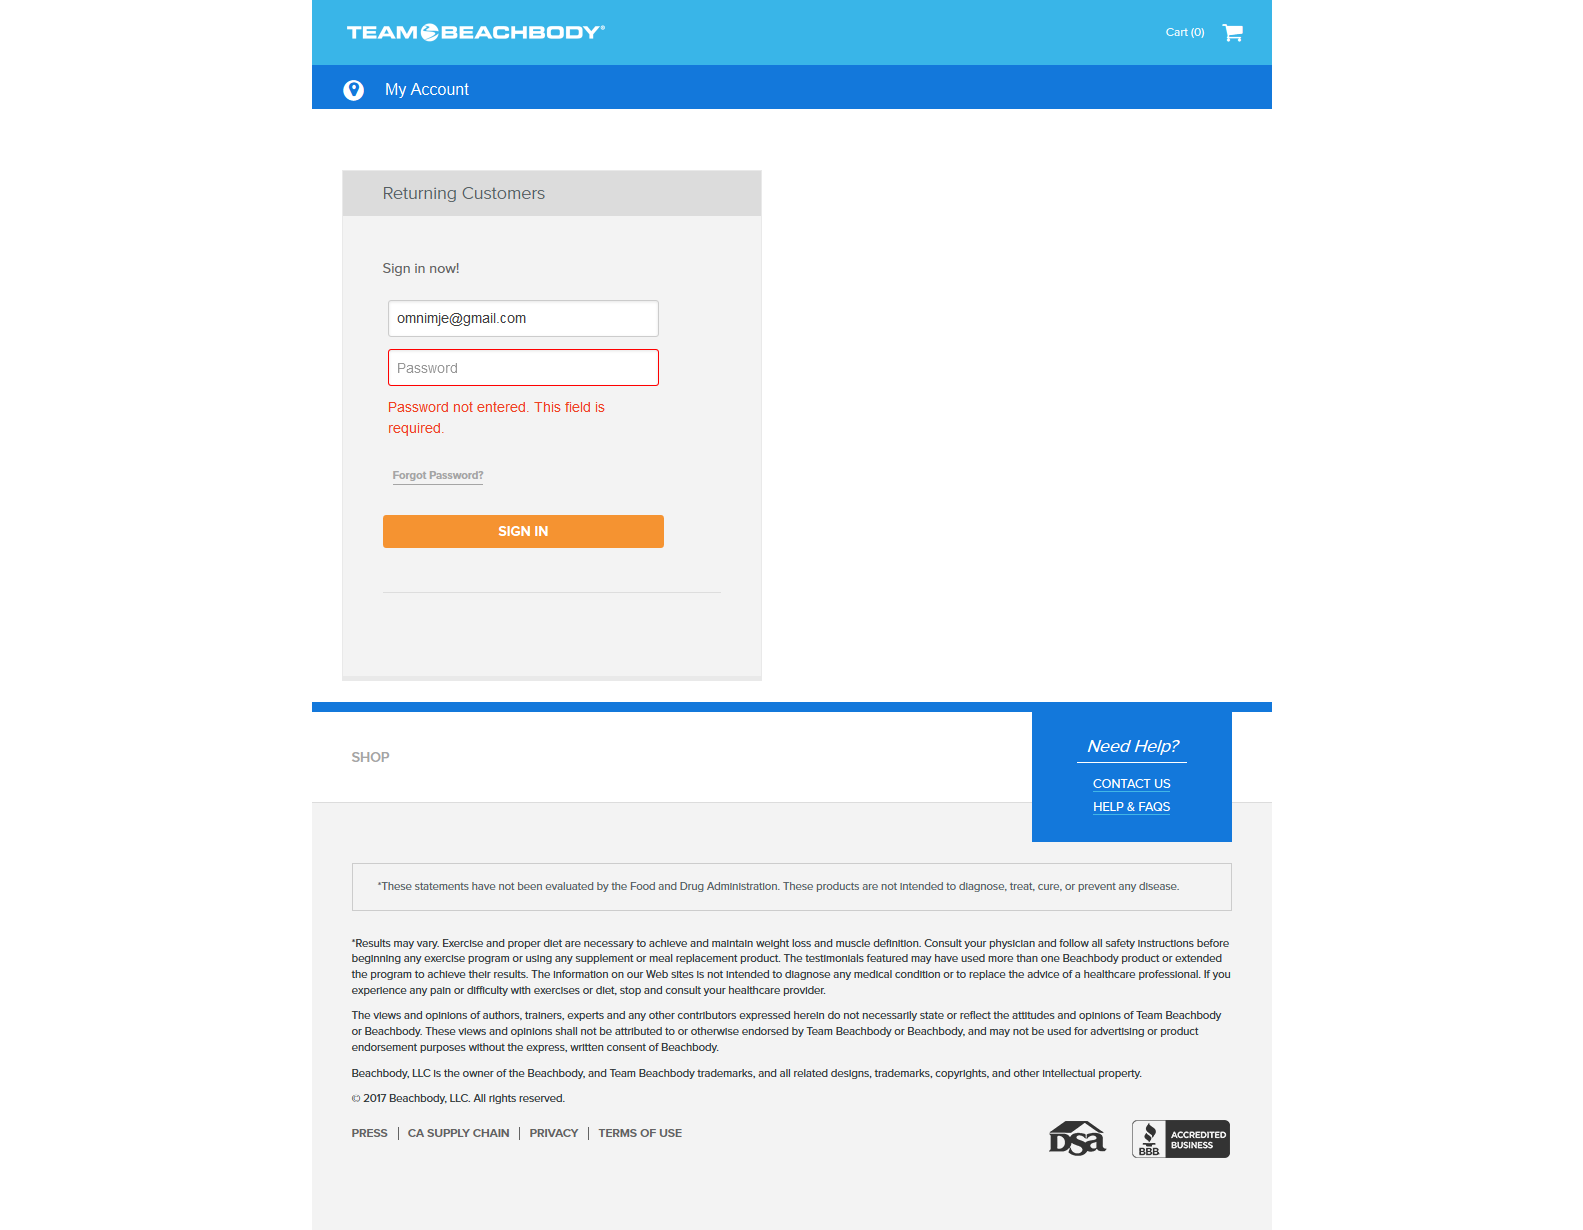 TEAM BEACHBODY®
Cart (0)
My Account
Returning Customers
Sign in now!
omnimje@gmail.com
Password
Password not entered. This field is
required.
Forgot Password?
SIGN IN
SHOP
Need Help?
CONTACT US
HELP & FAQS
*These statements have not been evaluated by the Food and Drug Administration. These products are not intended to diagnose, treat, cure, or prevent any disease.
*Results may vary. Exercise and proper diet are necessary to achieve and maintain weight loss and muscle definition. Consult your physician and follow all safety instructions before
beginning any exercise program or using any supplement or meal replacement product. The testimonials featured may have used more than one Beachbody product or extended
the program to achieve their results. The information on our Web sites is not intended to diagnose any medical condition or to replace the advice of a healthcare professional. If you
experience any pain or difficulty with exercises or diet, stop and consult your healthcare provider.
The views and opinions of authors, trainers, experts and any other contributors expressed herein do not necessarily state or reflect the attitudes and opinions of Team Beachbody
or Beachbody. These views and opinions shall not be attributed to or otherwise endorsed by Team Beachbody or Beachbody, and may not be used for advertising or product
endorsement purposes without the express, written consent of Beachbody.
Beachbody, LLC is the owner of the Beachbody, and Team Beachbody trademarks, and all related designs, trademarks, copyrights, and other intellectual property.
© 2017 Beachbody, LLC. All rights reserved.
PRESS | CA SUPPLY CHAIN | PRIVACY | TERMS OF USE
DSA
BBB
ACCREDITED
BUSINESS